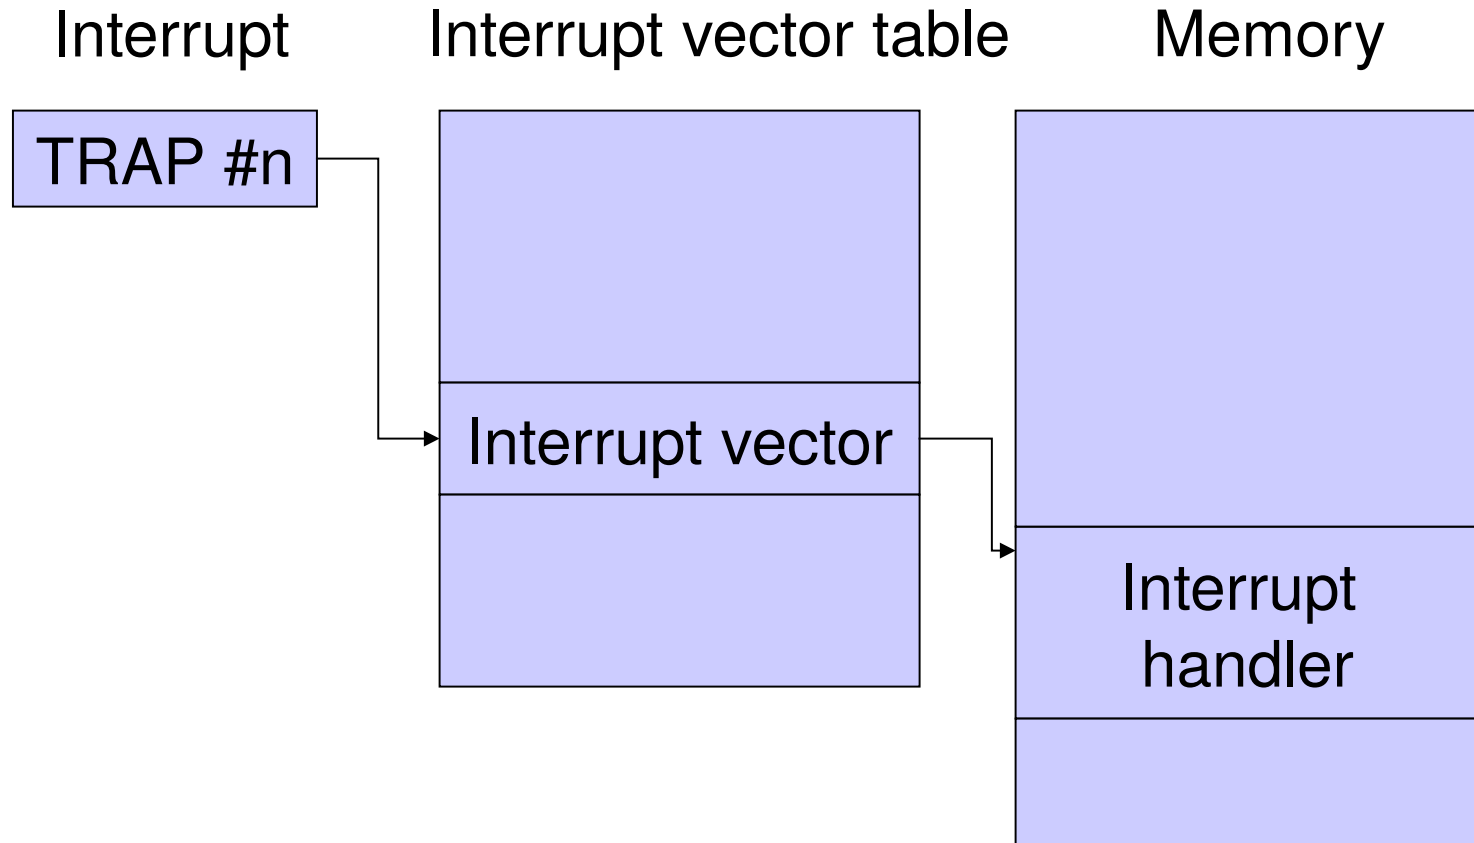 Interrupt
Interrupt vector table
Memory
TRAP #n
Interrupt vector
Interrupt
handler